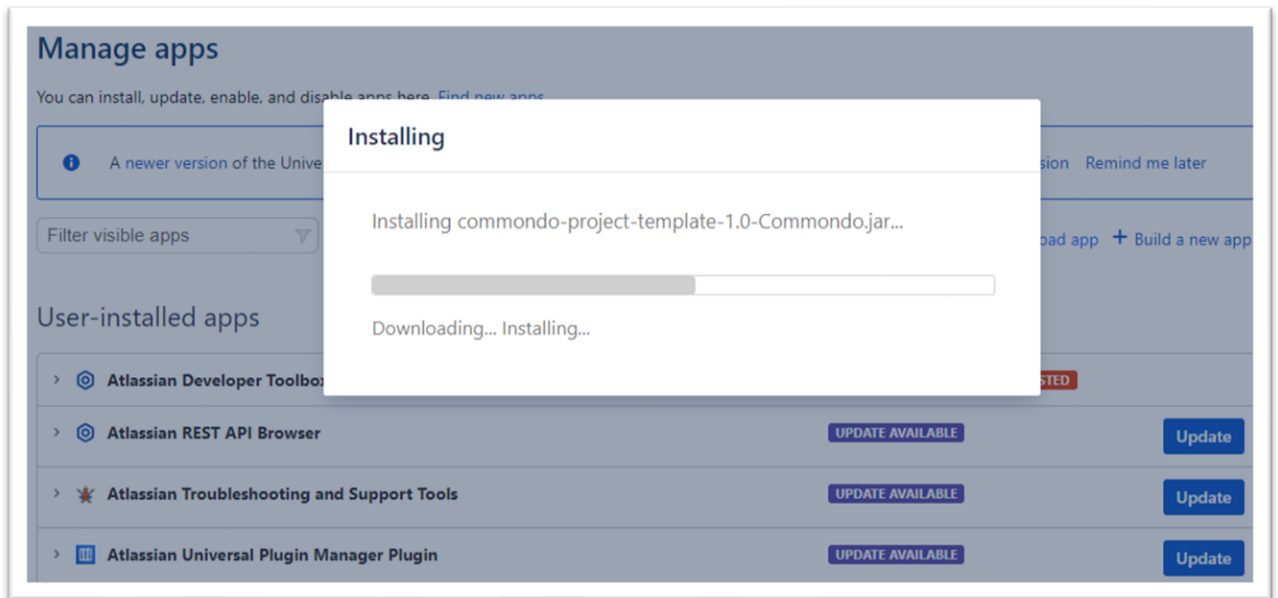 Manage apps
You can install, update, enable, and disable apps here. Find new apps
Installing
A newer version of the Unive
sion Remind me later
Installing commondo-project-template-1.0-Commondo.jar...
Filter visible apps
oad app + Build a new app
Downloading... Installing...
User-installed apps
Atlassian Developer Toolbox
STED
Atlassian REST API Browser UPDATE AVAILABLE Update
Atlassian Troubleshooting and Support Tools UPDATE AVAILABLE Update
Atlassian Universal Plugin Manager Plugin UPDATE AVAILABLE Update